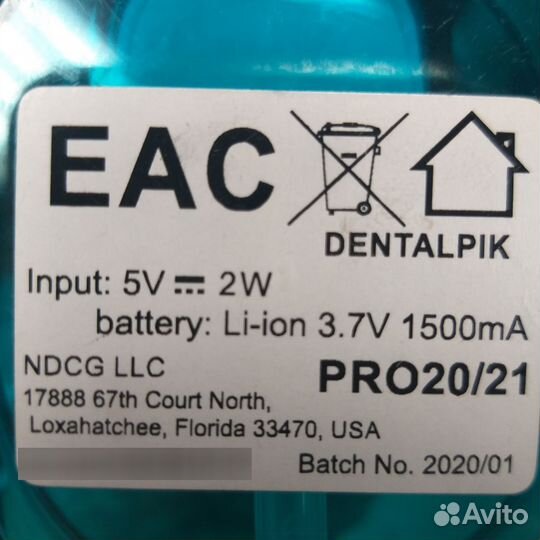 EAC
DENTALPIK
Input: 5V ⎓ 2W
battery: Li-ion 3.7V 1500mA
NDCG LLC
PRO20/21
17888 67th Court North,
Loxahatchee, Florida 33470, USA
Batch No. 2020/01
Avito